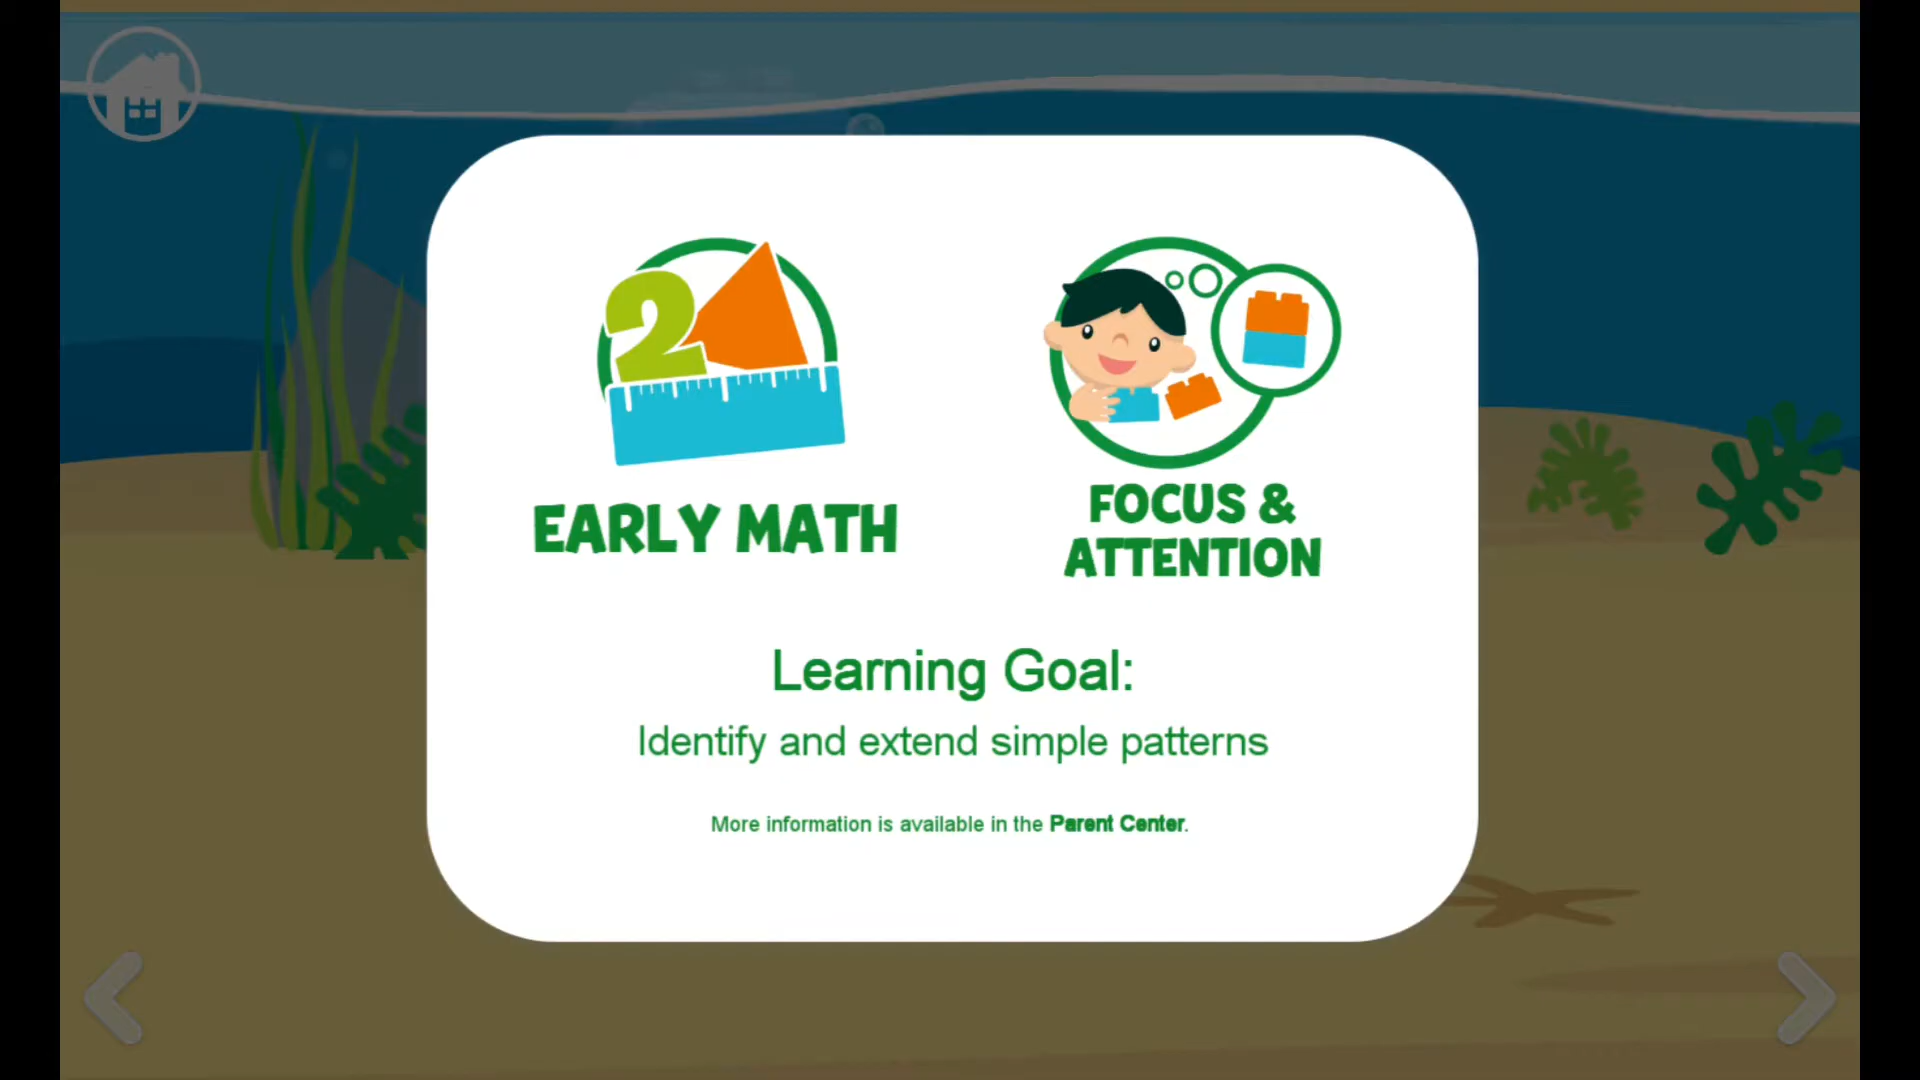 2
EARLY MATH
FOCUS &
ATTENTION
Learning Goal:
Identify and extend simple patterns
More information is available in the Parent Center.